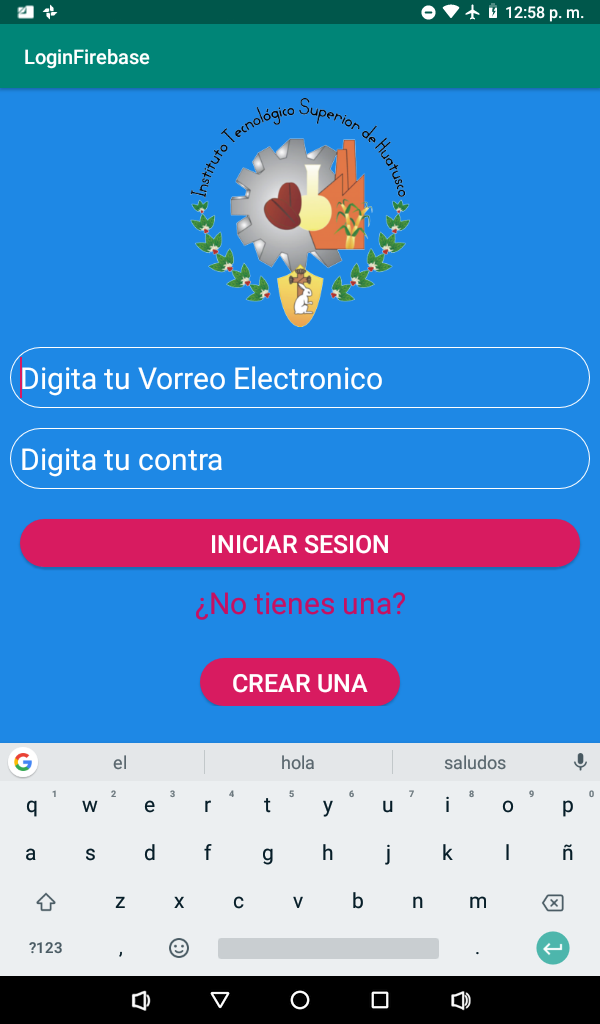 12:58 p. m.
LoginFirebase
Instituto Tecnológico Superior de Huatusco
Digita tu Vorreo Electronico
Digita tu contra
INICIAR SESION
¿No tienes una?
CREAR UNA
G el hola saludos
q 1 w 2 e 3 r 4 t 5 y 6 u 7 i 8 o 9 p 0
a s d f g h j k l ñ
z x c v b n m
?123 , .